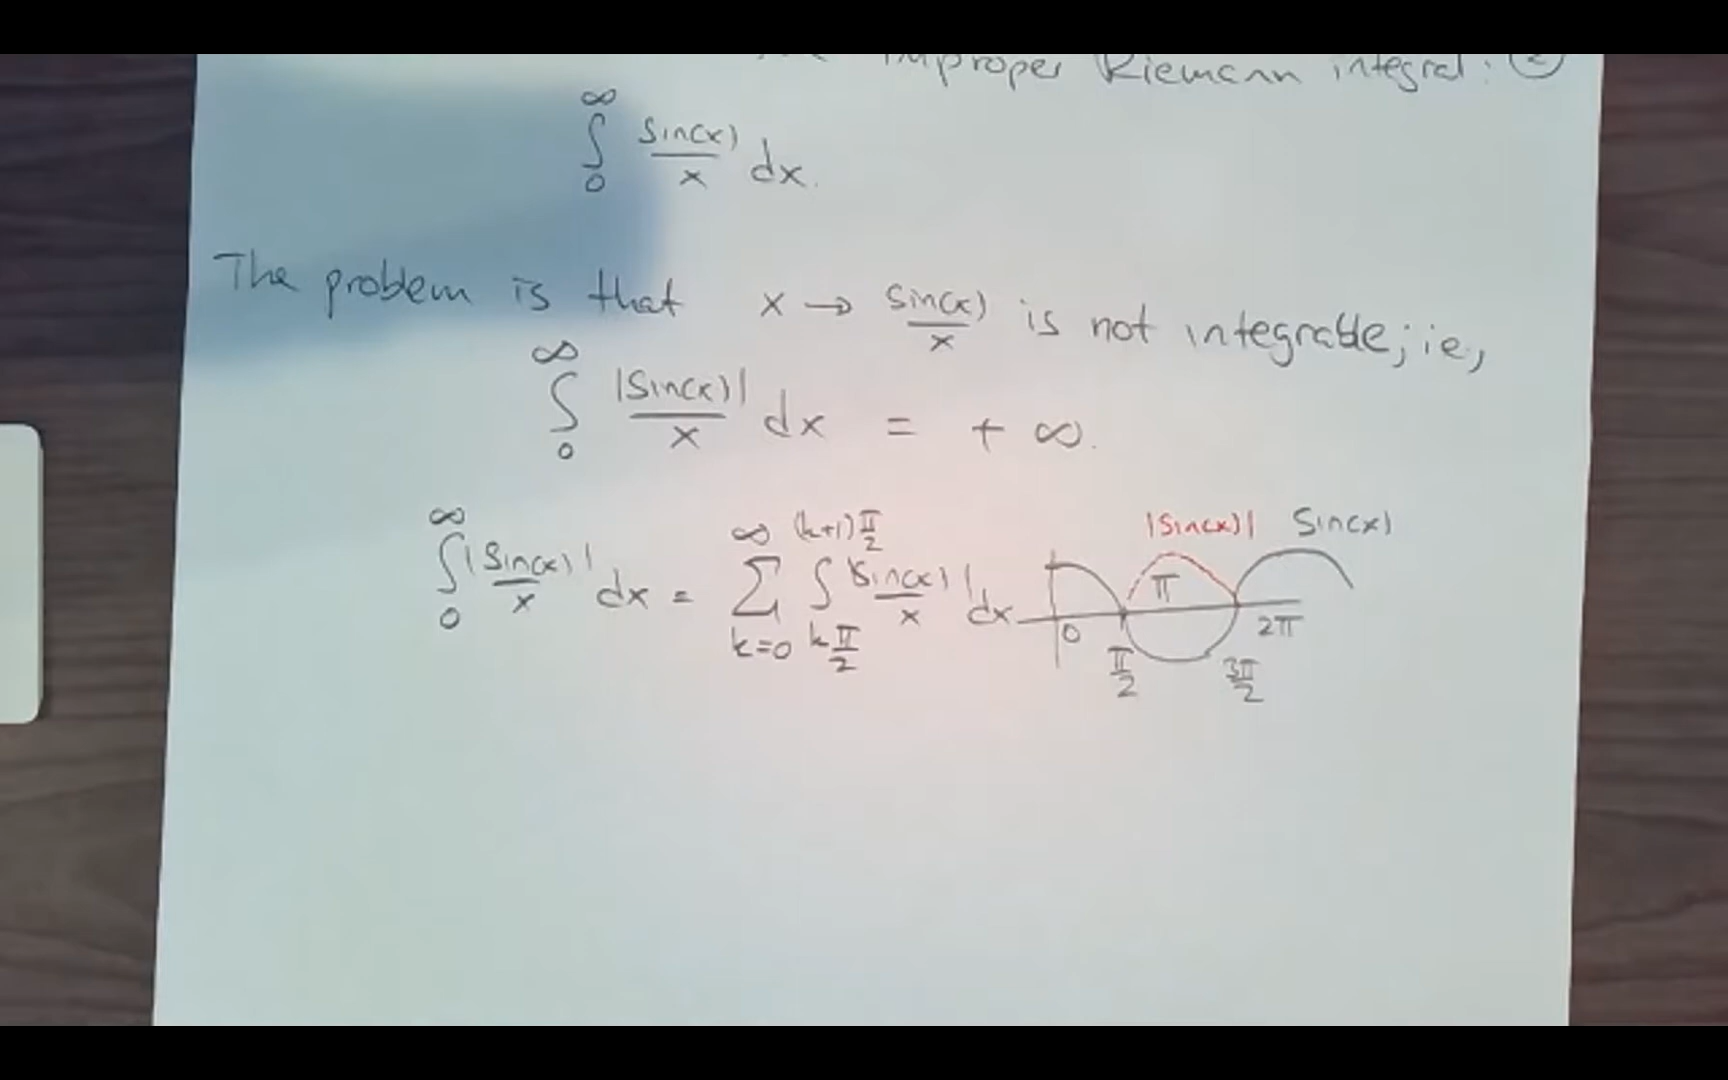 improper Riemann integral: ②
∞
∫ sin(x)/x dx.
0
The problem is that x → sin(x)/x is not integrable; ie,
∞
∫ |sin(x)|/x dx = + ∞.
0
|sin(x)| sin(x)
∞ ∞ (k+1)π/2
∫ |sin(x)|/x dx = Σ ∫ |sin(x)|/x dx
0 k=0 kπ/2
π
0 π/2 3π/2 2π